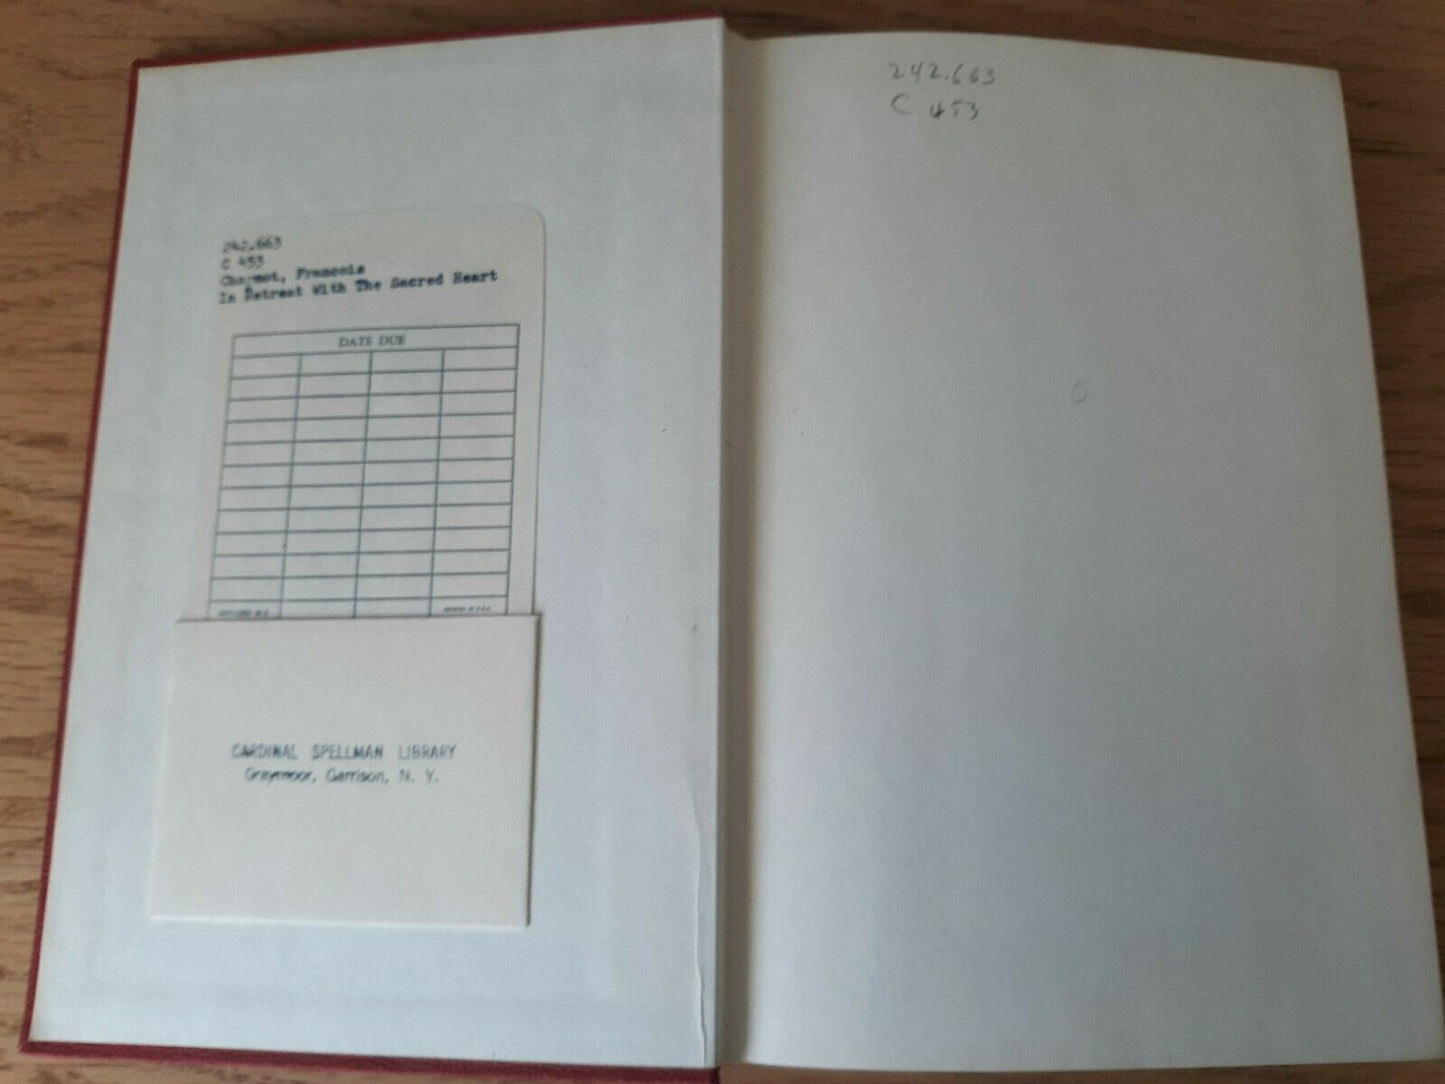 242.663
C 453
Charmot, Francois
In Retreat With The Sacred Heart
DATE DUE
CARDINAL SPELLMAN LIBRARY
Graymoor, Garrison, N. Y.
242.663
C 453